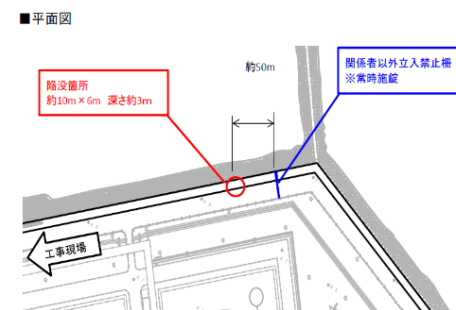 ■平面図
約50m
関係者以外立入禁止柵
※常時施錠
陥没箇所
約10m×6m 深さ約3m
工事現場